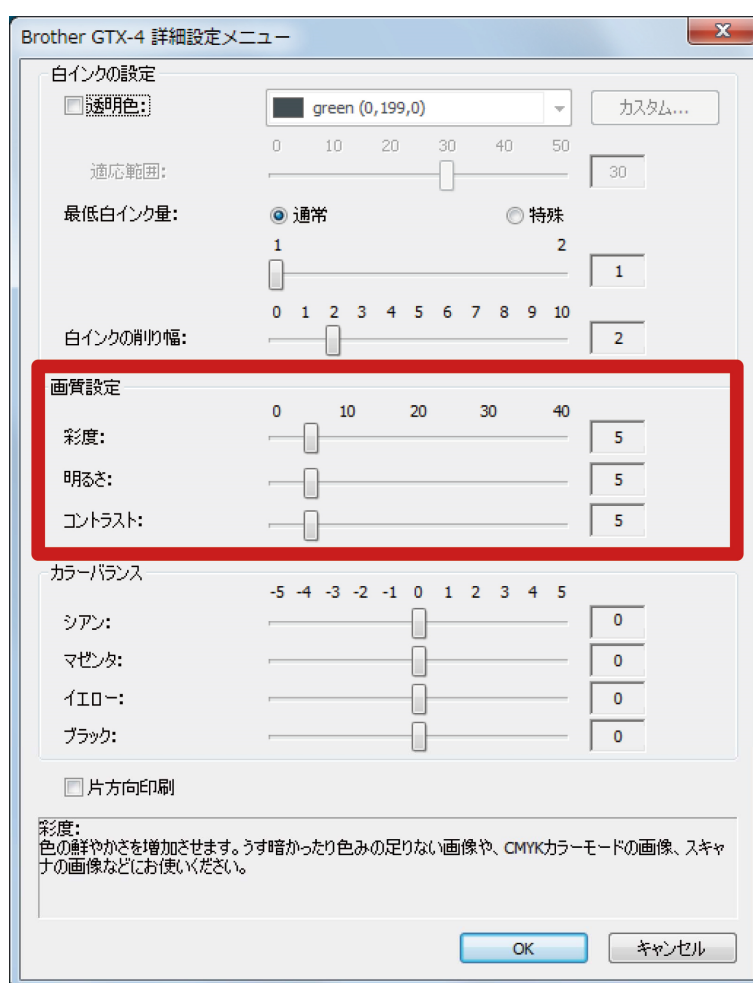 Brother GTX-4 詳細設定メニュー
白インクの設定
透明色:
green (0,199,0)
カスタム...
0 10 20 30 40 50
適応範囲: 30
最低白インク量: 通常 特殊
1 2
1
0 1 2 3 4 5 6 7 8 9 10
白インクの削り幅: 2
画質設定
0 10 20 30 40
彩度: 5
明るさ: 5
コントラスト: 5
カラーバランス
-5 -4 -3 -2 -1 0 1 2 3 4 5
シアン: 0
マゼンタ: 0
イエロー: 0
ブラック: 0
片方向印刷
彩度:
色の鮮やかさを増加させます。うす暗かったり色みの足りない画像や、CMYKカラーモードの画像、スキャ
ナの画像などにお使いください。
OK キャンセル